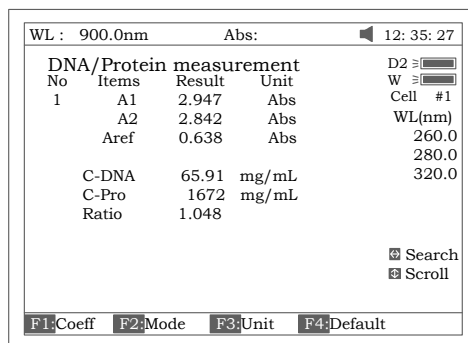 WL : 900.0nm Abs: 12: 35: 27
DNA/Protein measurement D2
No Items Result Unit W
1 A1 2.947 Abs Cell #1
A2 2.842 Abs WL(nm)
Aref 0.638 Abs 260.0
280.0
C-DNA 65.91 mg/mL 320.0
C-Pro 1672 mg/mL
Ratio 1.048
Search
Scroll
F1:Coeff F2:Mode F3:Unit F4:Default